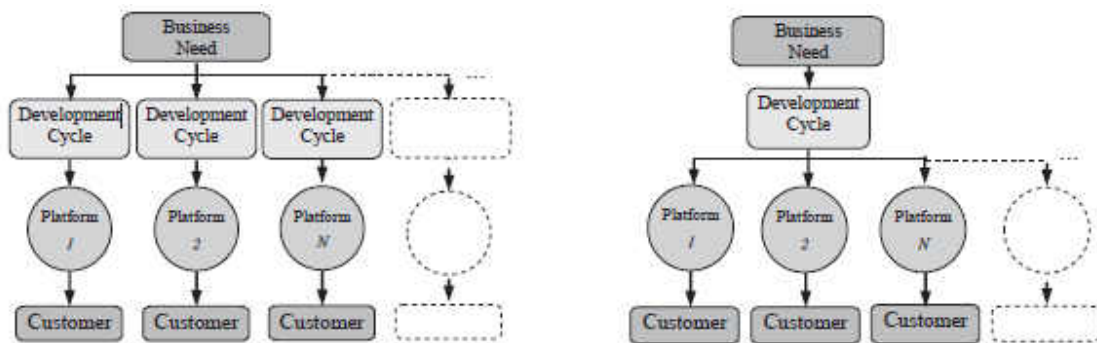 Business
Need
...
Development
Cycle
Development
Cycle
Development
Cycle
Platform
1
Platform
2
Platform
N
Customer
Customer
Customer
Business
Need
Development
Cycle
...
Platform
1
Platform
2
Platform
N
Customer
Customer
Customer